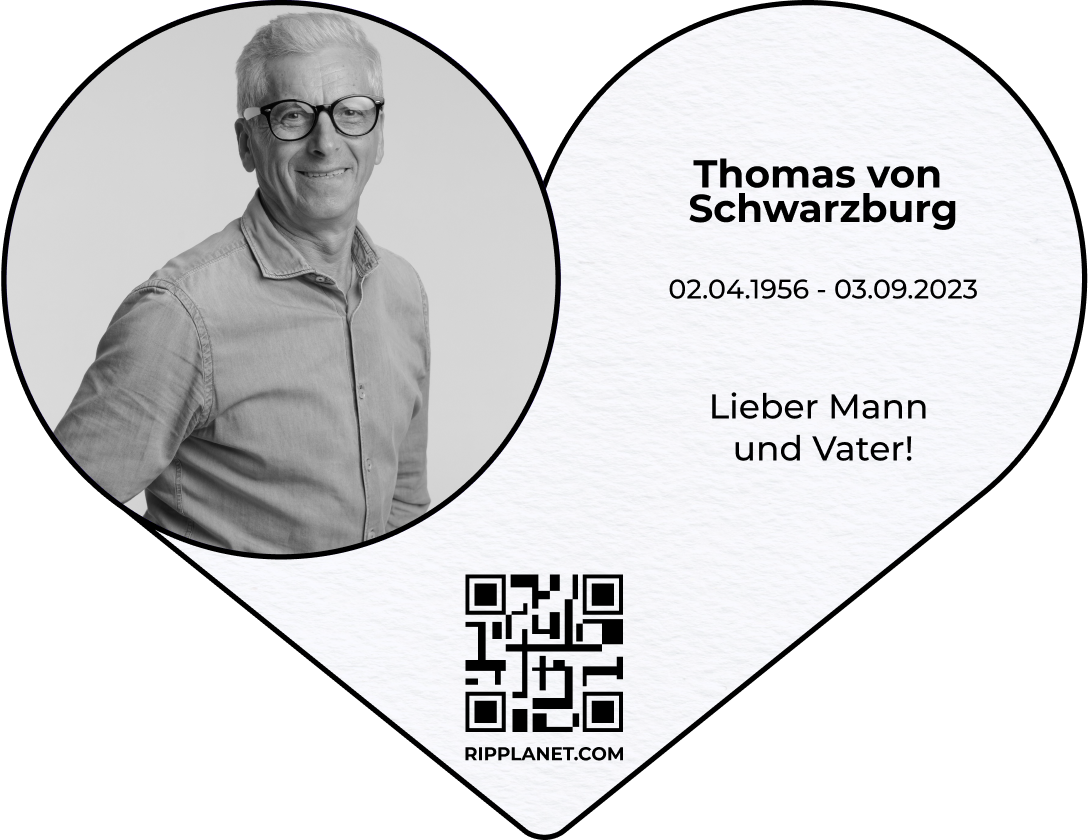 Thomas von
Schwarzburg
02.04.1956 - 03.09.2023
Lieber Mann
und Vater!
RIPPLANET.COM